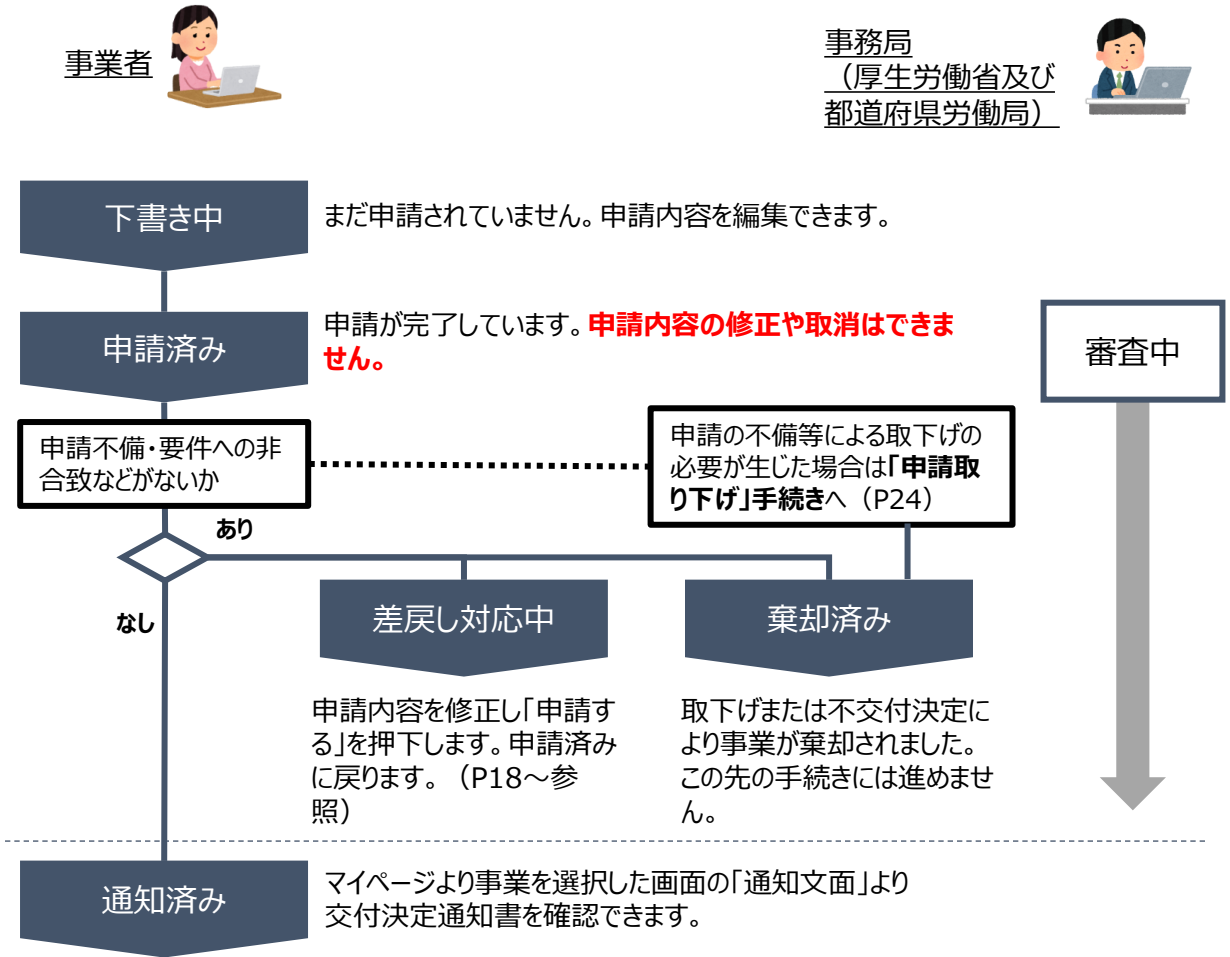 事業者
事務局
（厚生労働省及び
都道府県労働局）
下書き中
まだ申請されていません。申請内容を編集できます。
申請済み
申請が完了しています。申請内容の修正や取消はできま
せん。
審査中
申請不備・要件への非
合致などがないか
申請の不備等による取下げの
必要が生じた場合は「申請取
り下げ」手続きへ（P24）
あり
なし
差戻し対応中
棄却済み
申請内容を修正し「申請す
る」を押下します。申請済み
に戻ります。（P18～参
照）
取下げまたは不交付決定に
より事業が棄却されました。
この先の手続きには進めませ
ん。
通知済み
マイページより事業を選択した画面の「通知文面」より
交付決定通知書を確認できます。